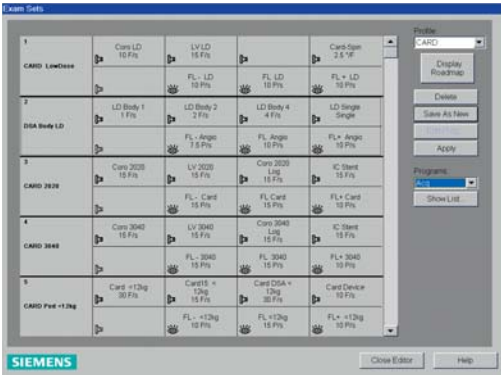 Exam Sets
Profile:
CARD
Display
Roadmap
Delete
Save As New
Apply
Programs:
Acq
Show List...
1
CARD LowDose
Coro LD
10 F/s
LV LD
15 F/s
Card-Spin
2.5 °/F
FL - LD
10 P/s
FL LD
10 P/s
FL + LD
10 P/s
2
DSA Body LD
LD Body 1
1 F/s
LD Body 2
2 F/s
LD Body 4
4 F/s
LD Single
Single
FL - Angio
7.5 P/s
FL Angio
10 P/s
FL+ Angio
10 P/s
3
CARD 2020
Coro 2020
15 F/s
LV 2020
15 F/s
Coro 2020
Log
15 F/s
IC Stent
15 F/s
FL - Card
15 P/s
FL Card
15 P/s
FL+ Card
10 P/s
4
CARD 3040
Coro 3040
15 F/s
LV 3040
15 F/s
Coro 3040
Log
15 F/s
IC Stent
15 F/s
FL - 3040
15 P/s
FL 3040
15 P/s
FL+ 3040
10 P/s
5
CARD Ped <12kg
Card <12kg
30 F/s
Card15 <
12kg
15 F/s
Card DSA <
12kg
30 F/s
Card Device
10 F/s
FL - <12kg
10 P/s
FL <12kg
15 P/s
FL+ <12kg
10 P/s
SIEMENS
Close Editor
Help